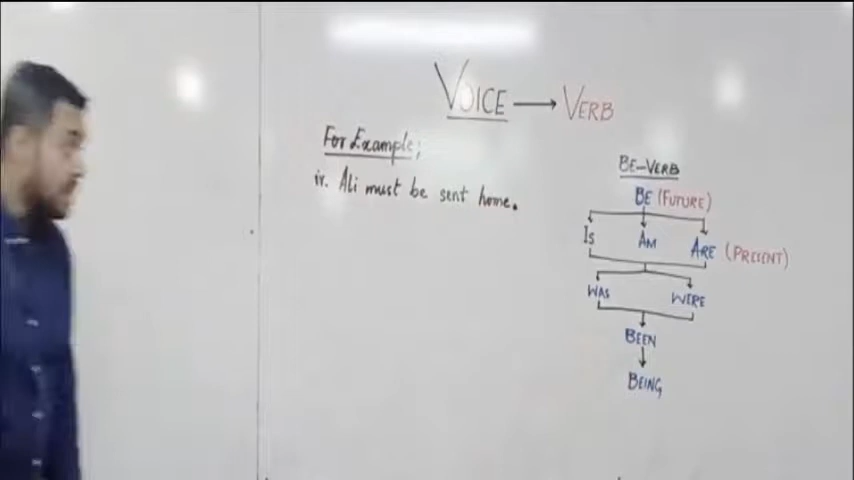 VOICE → VERB
For Example;
iv. Ali must be sent home.
BE-VERB
BE (FUTURE)
IS AM ARE (PRESENT)
WAS WERE
BEEN
BEING